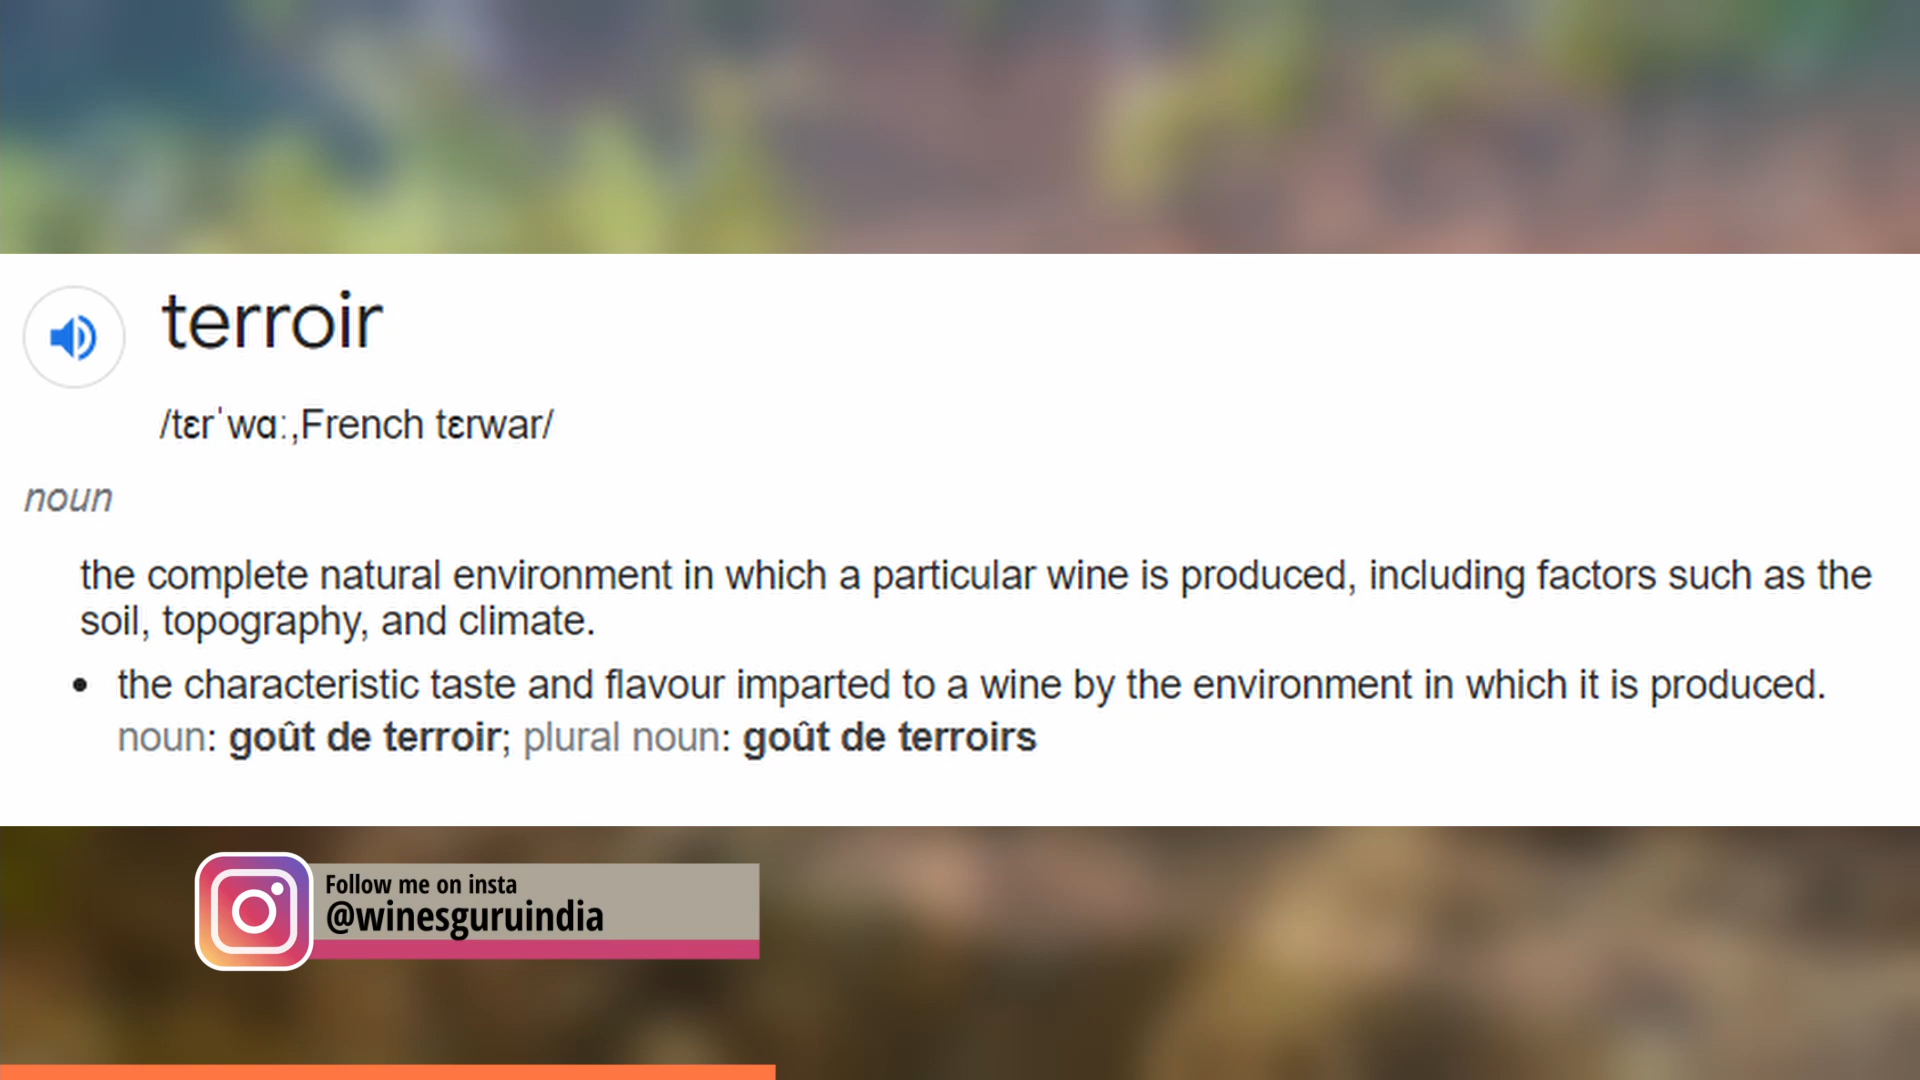 terroir
/tɛrˈwɑː,French tɛrwar/
noun
the complete natural environment in which a particular wine is produced, including factors such as the
soil, topography, and climate.
• the characteristic taste and flavour imparted to a wine by the environment in which it is produced.
noun: goût de terroir; plural noun: goût de terroirs
Follow me on insta
@winesguruindia